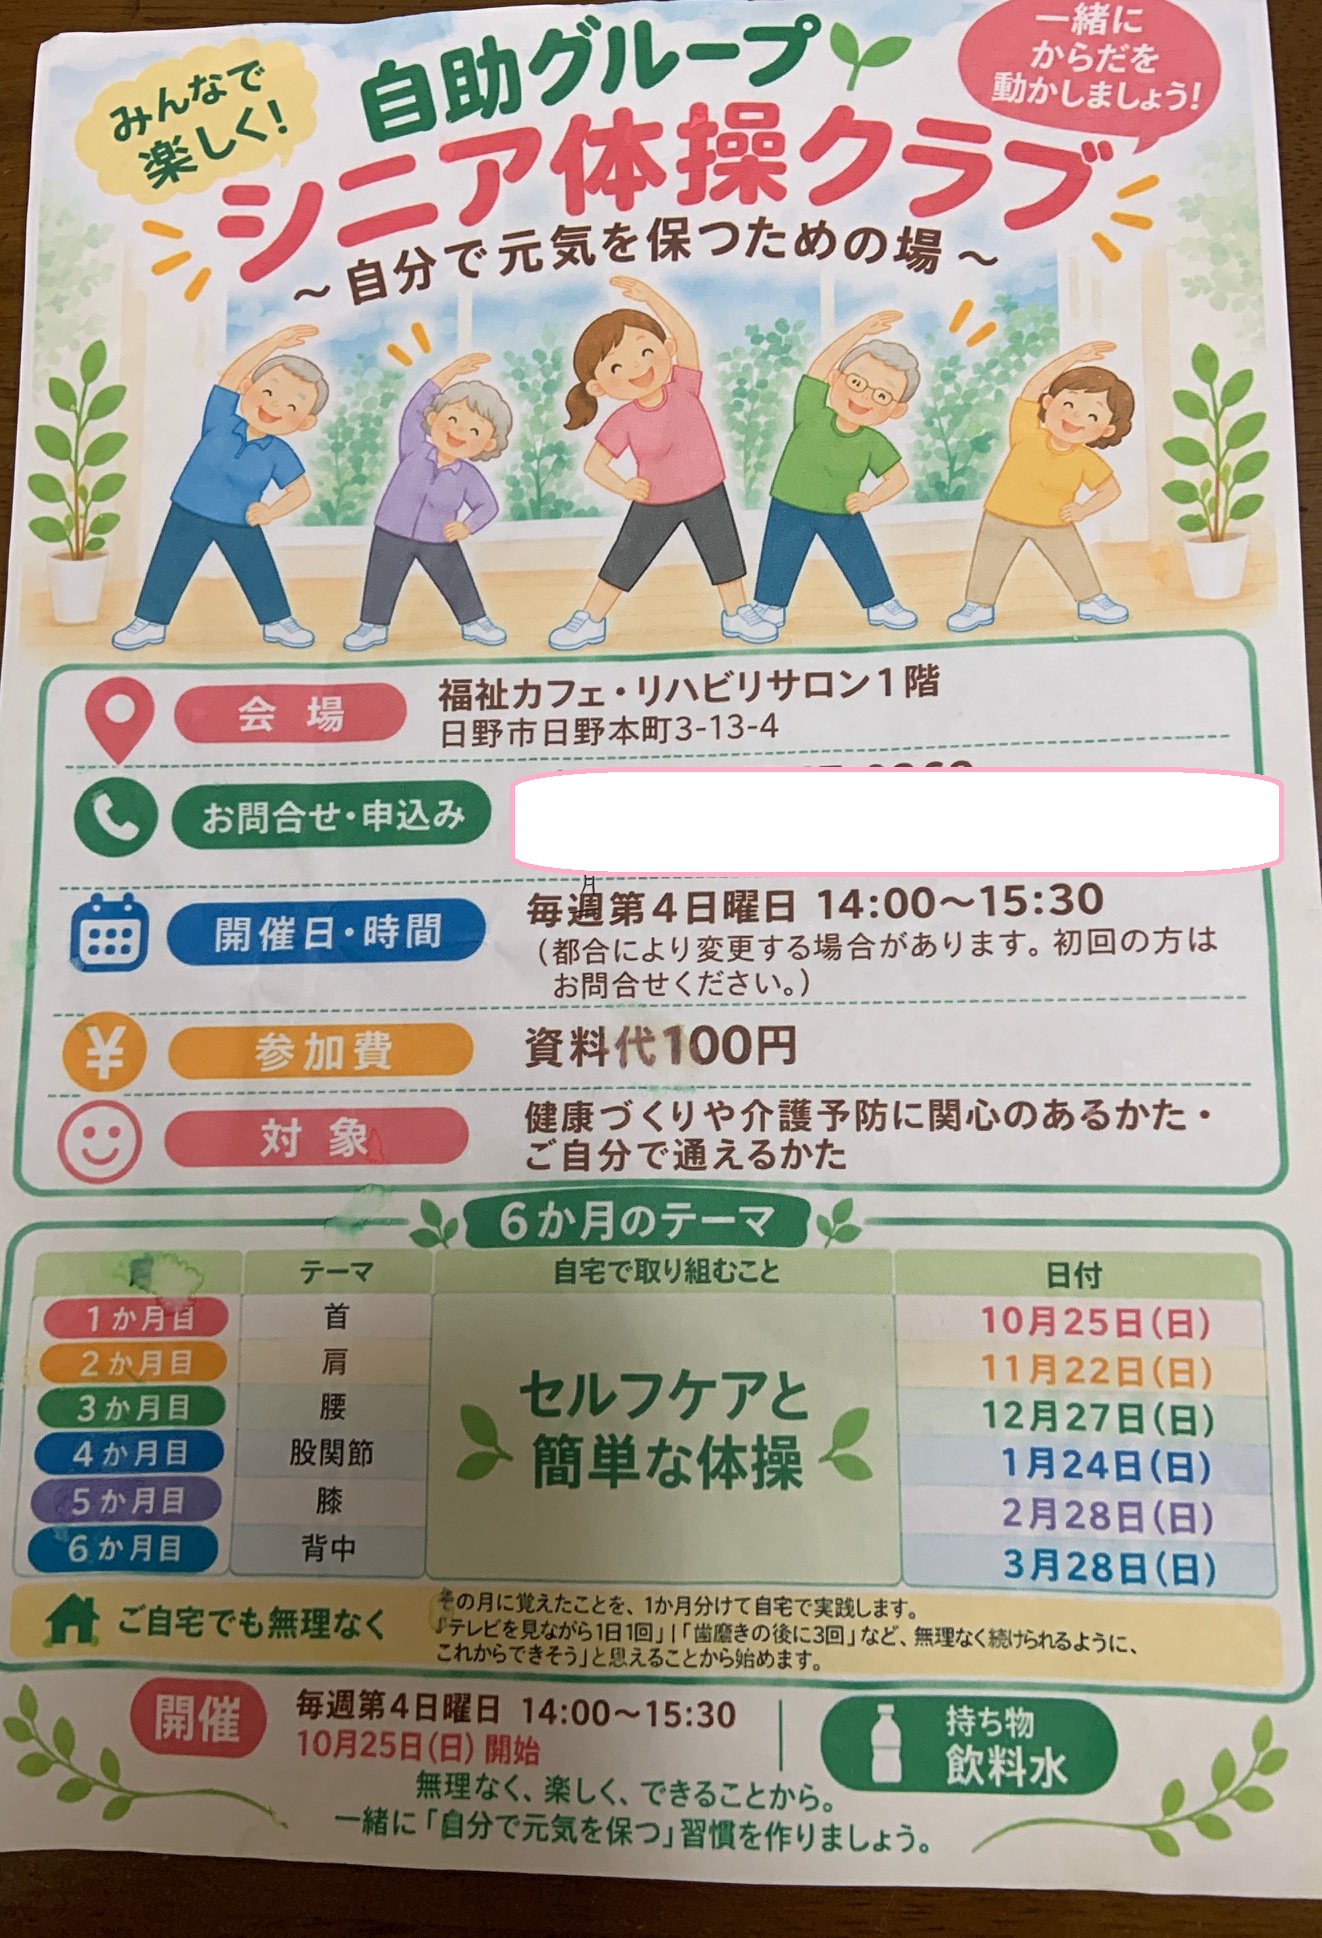 みんなで
楽しく!
自助グループ
一緒に
からだを
動かしましょう!
シニア体操クラブ
～自分で元気を保つための場～
会場
福祉カフェ・リハビリサロン1階
日野市日野本町3-13-4
お問合せ・申込み
開催日・時間
月
毎週第4日曜日 14:00～15:30
(都合により変更する場合があります。初回の方は
お問合せください。)
¥
参加費
資料代100円
対象
健康づくりや介護予防に関心のあるかた・
ご自分で通えるかた
6か月のテーマ
テーマ 自宅で取り組むこと 日付
1か月目 首 10月25日(日)
2か月目 肩 11月22日(日)
3か月目 腰 12月27日(日)
4か月目 股関節 1月24日(日)
5か月目 膝 2月28日(日)
6か月目 背中 3月28日(日)
セルフケアと
簡単な体操
ご自宅でも無理なく
その月に覚えたことを、1か月分けて自宅で実践します。
『テレビを見ながら1日1回」|「歯磨きの後に3回」など、無理なく続けられるように、
これからできそう」と思えることから始めます。
開催
毎週第4日曜日 14:00～15:30
10月25日(日) 開始
持ち物
飲料水
無理なく、楽しく、できることから。
一緒に「自分で元気を保つ」習慣を作りましょう。